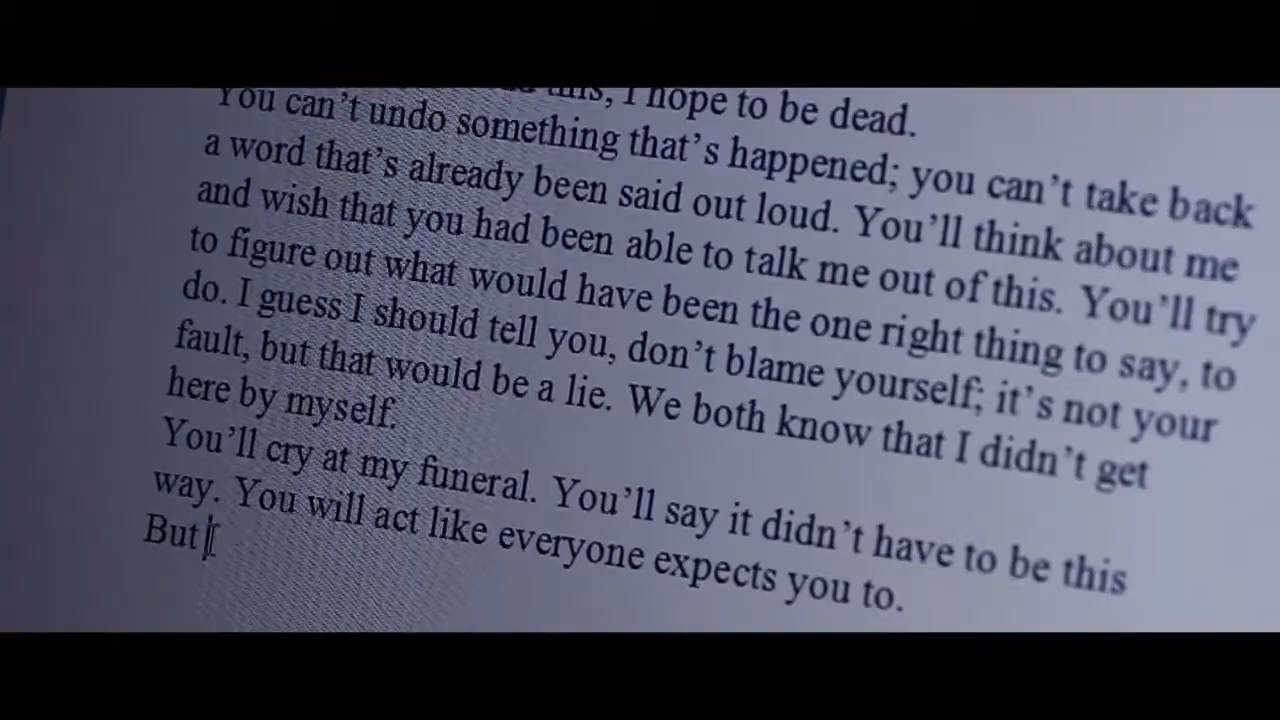 this, I hope to be dead.
You can't undo something that's happened; you can't take back
a word that's already been said out loud. You'll think about me
and wish that you had been able to talk me out of this. You'll try
to figure out what would have been the one right thing to say, to
do. I guess I should tell you, don't blame yourself; it's not your
fault, but that would be a lie. We both know that I didn't get
here by myself.
You'll cry at my funeral. You'll say it didn't have to be this
way. You will act like everyone expects you to.
But